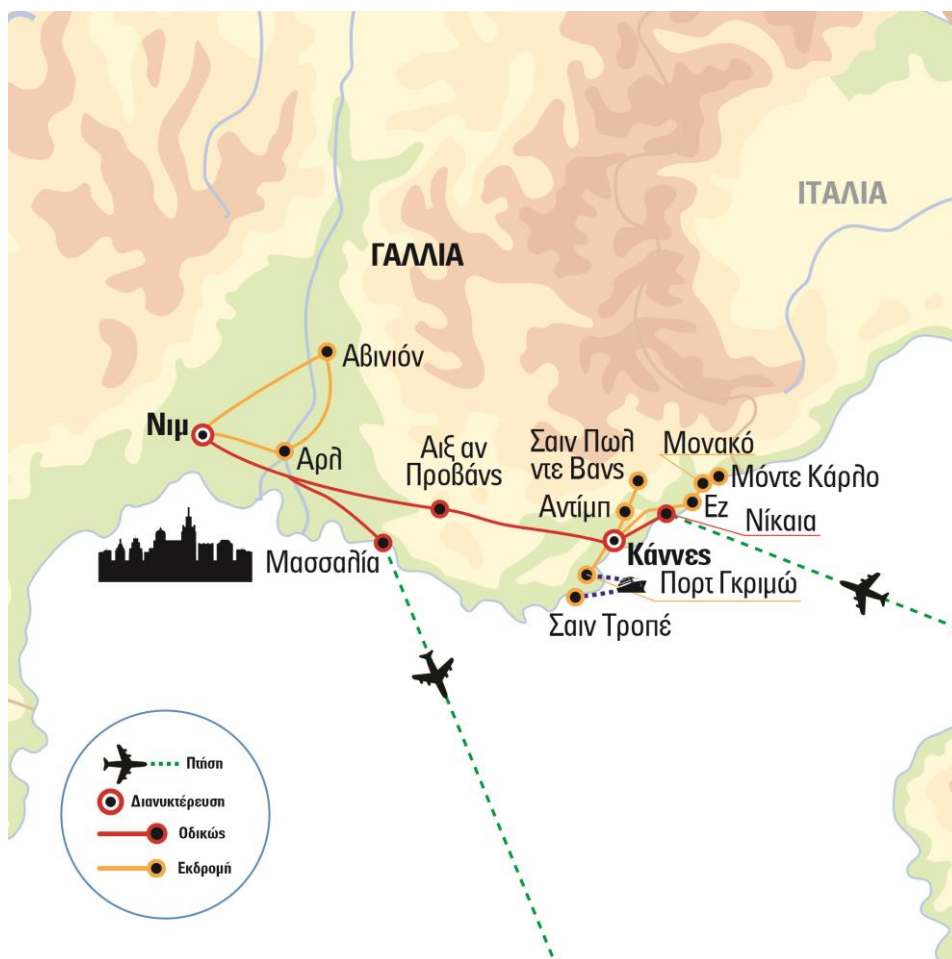 ΙΤΑΛΙΑ
ΓΑΛΛΙΑ
Αβινιόν
Νιμ
Αρλ
Αιξ αν
Προβάνς
Σαιν Πωλ
ντε Βανς
Μονακό
Μόντε Κάρλο
Αντίμπ
Εζ
Νίκαια
Κάννες
Μασσαλία
Πορτ Γκριμώ
Σαιν Τροπέ
Πτήση
Διανυκτέρευση
Οδικώς
Εκδρομή